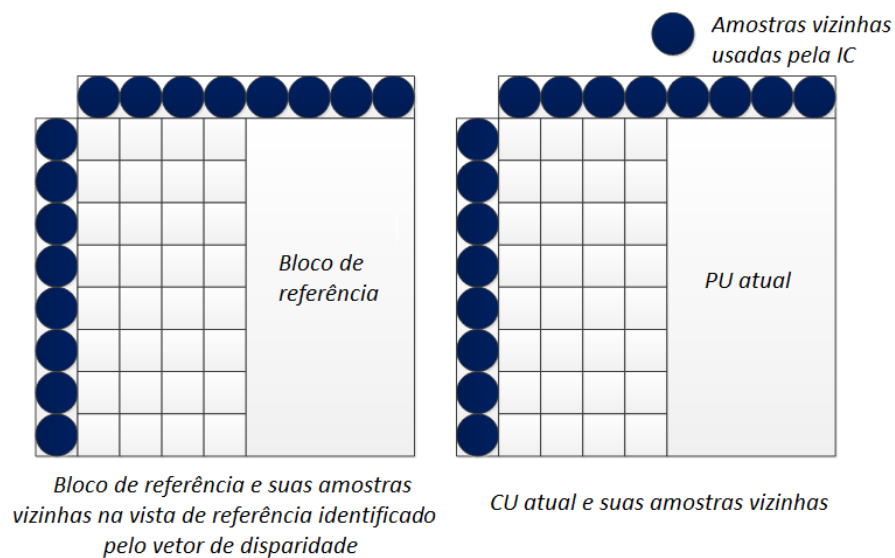 Amostras vizinhas
usadas pela IC
Bloco de
referência
PU atual
Bloco de referência e suas amostras
vizinhas na vista de referência identificado
pelo vetor de disparidade
CU atual e suas amostras vizinhas